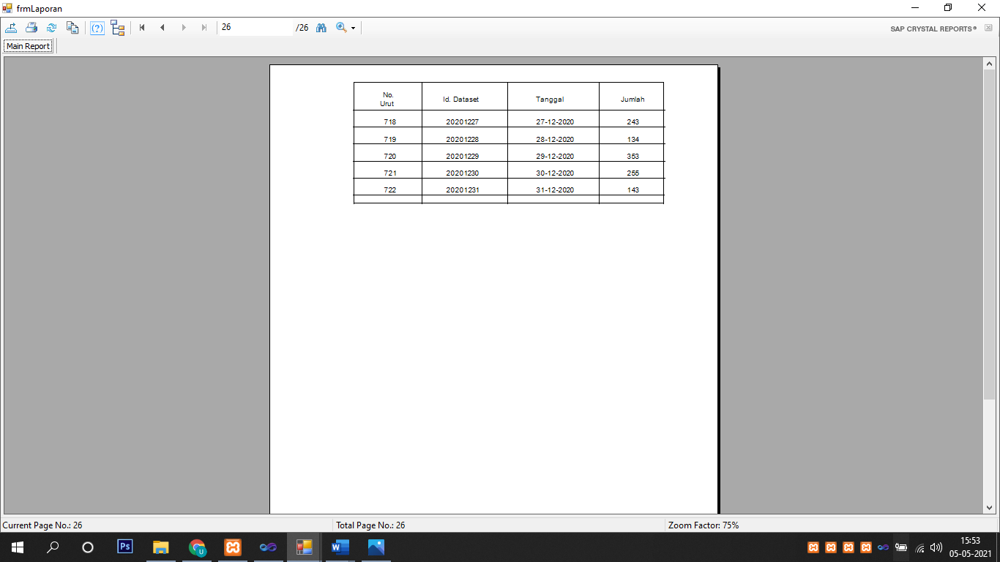 frmLaporan
26 /26 SAP CRYSTAL REPORTS®
Main Report
No. Urut Id. Dataset Tanggal Jumlah
718 20201227 27-12-2020 243
719 20201228 28-12-2020 134
720 20201229 29-12-2020 353
721 20201230 30-12-2020 255
722 20201231 31-12-2020 143
Current Page No.: 26 Total Page No.: 26 Zoom Factor: 75%
Ps
U
W
15:53
05-05-2021